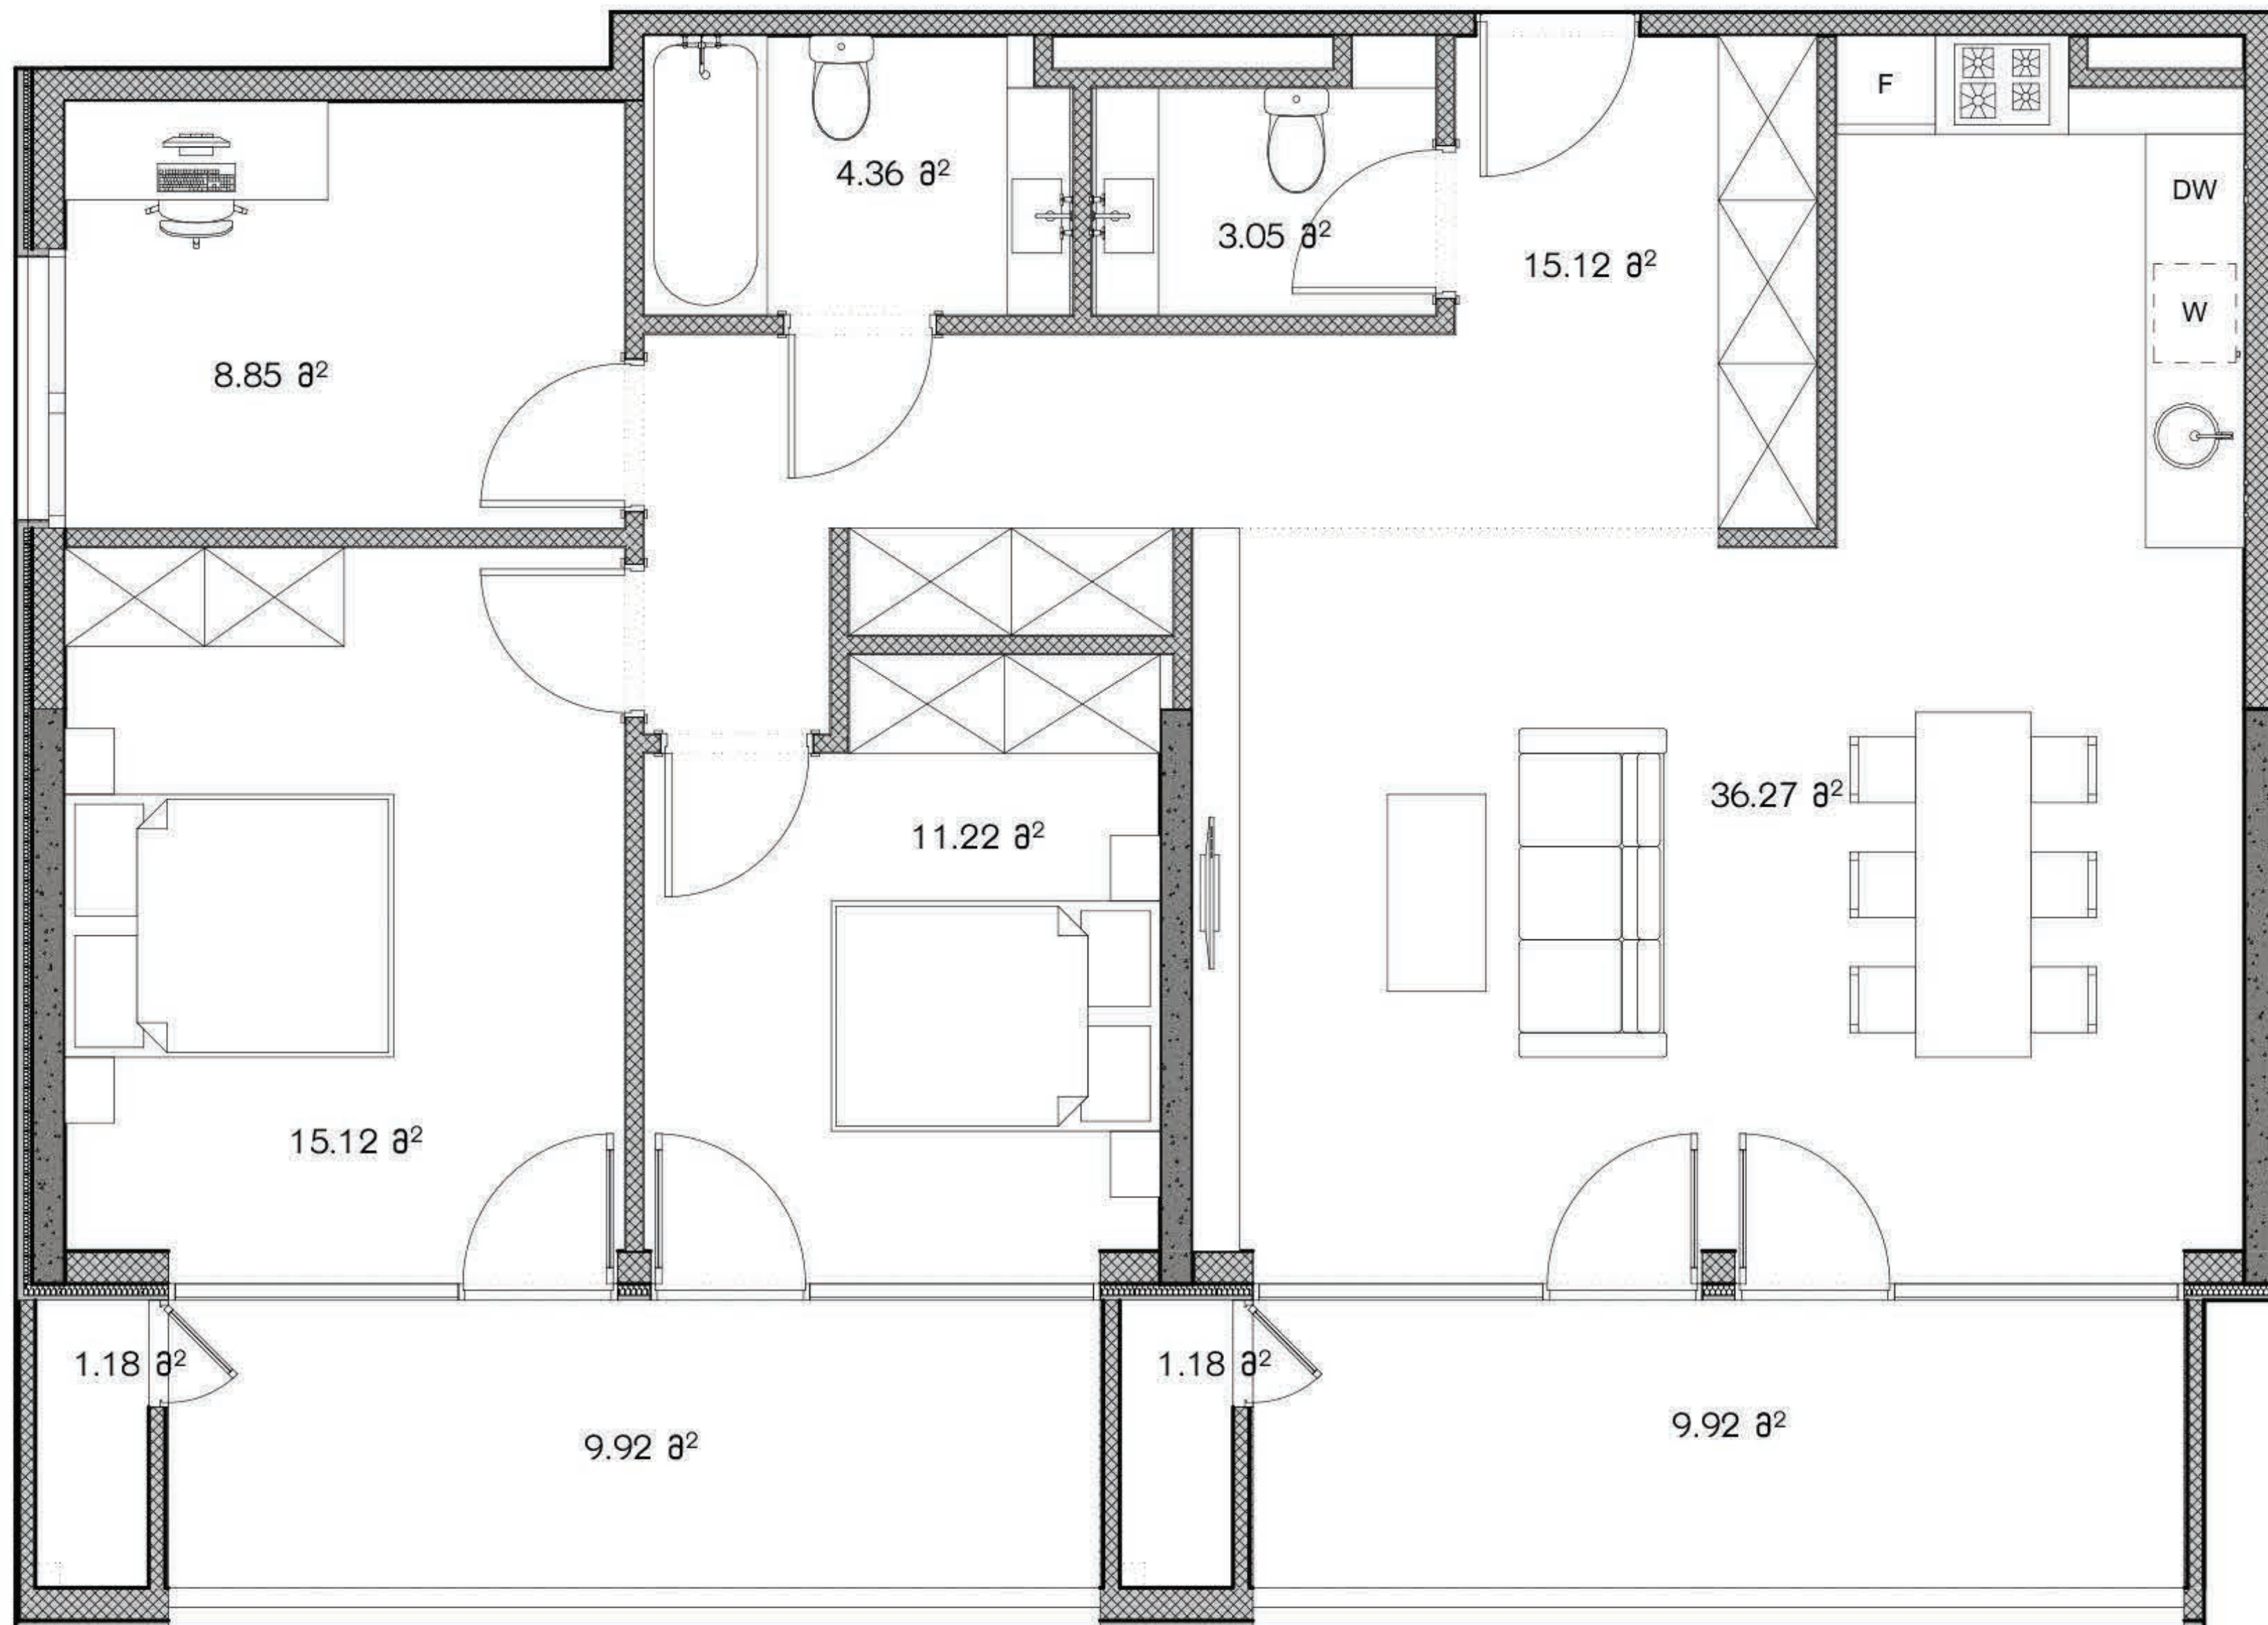 F
4.36 მ²
DW
3.05 მ²
15.12 მ²
W
8.85 მ²
36.27 მ²
11.22 მ²
15.12 მ²
1.18 მ²
1.18 მ²
9.92 მ²
9.92 მ²